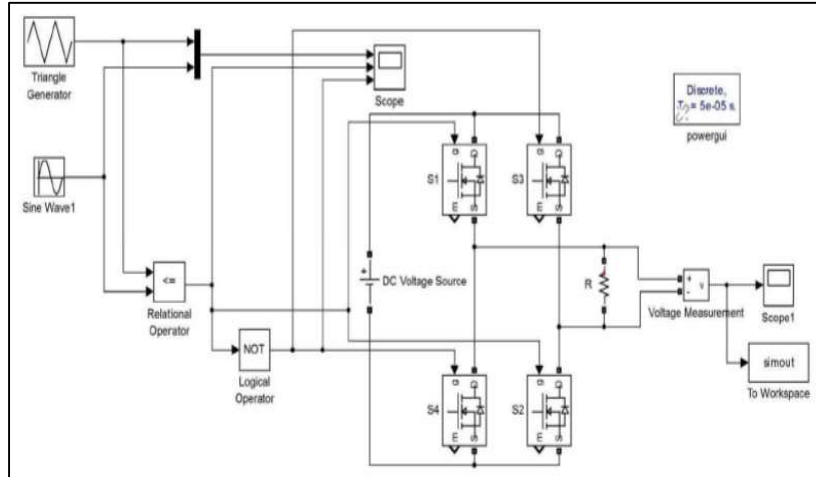 Triangle
Generator
Scope
Discrete,
= 5e-05 s.
powergui
Sine Wave1
g
D
S1
m
S
g
D
S3
m
S
+
DC Voltage Source
<=
Relational
Operator
R
+
-
v
Voltage Measurement
Scope1
NOT
Logical
Operator
g
D
S4
m
S
g
D
S2
m
S
simout
To Workspace